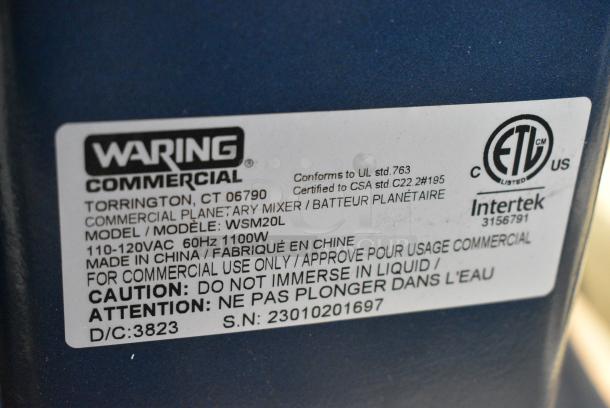 WARING
COMMERCIAL
TORRINGTON, CT 06790
Conforms to UL std.763
Certified to CSA std.C22.2#195
COMMERCIAL PLANETARY MIXER / BATTEUR PLANÉTAIRE
MODEL / MODÈLE: WSM20L
110-120VAC 60Hz 1100W
MADE IN CHINA / FABRIQUÉ EN CHINE
FOR COMMERCIAL USE ONLY / APPROVE POUR USAGE COMMERCIAL
CAUTION: DO NOT IMMERSE IN LIQUID /
ATTENTION: NE PAS PLONGER DANS L'EAU
D/C:3823 S.N: 23010201697
ETL CM
LISTED
C US
Intertek
3156791